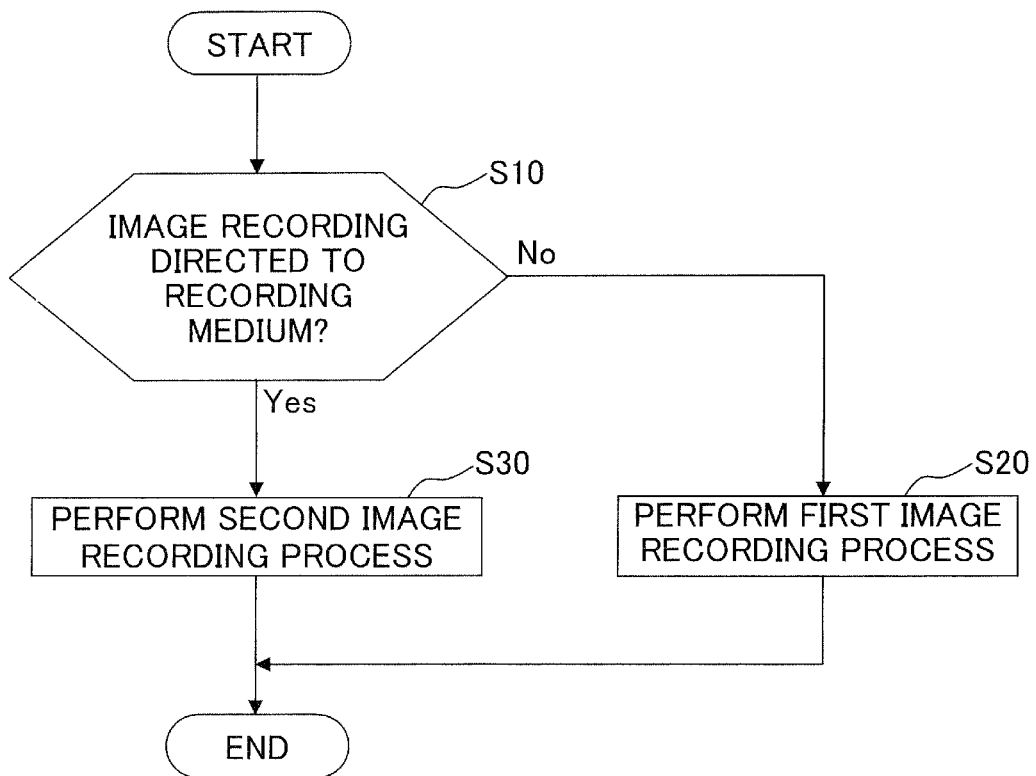 START
S10
IMAGE RECORDING
DIRECTED TO
RECORDING
MEDIUM?
No
Yes
S30
PERFORM SECOND IMAGE
RECORDING PROCESS
S20
PERFORM FIRST IMAGE
RECORDING PROCESS
END